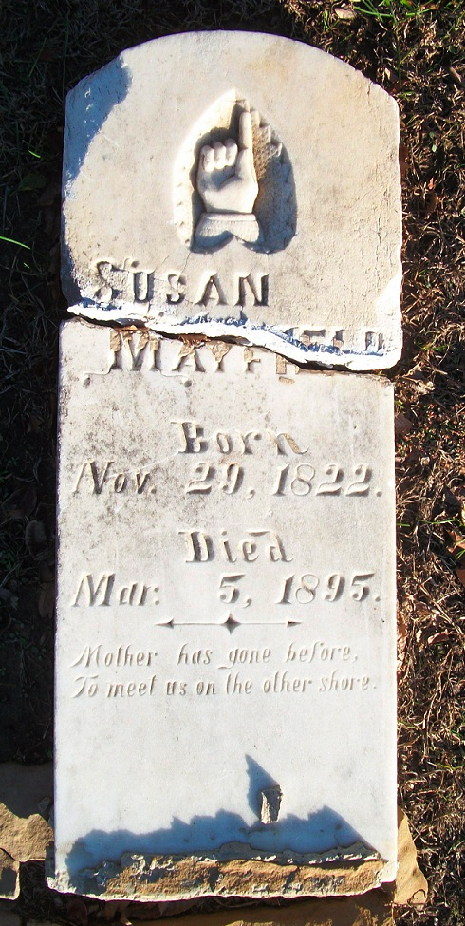 SUSAN
MAYFIELD
Born
Nov. 29, 1822.
Died
Mar. 5, 1895.
Mother has gone before,
To meet us on the other shore.